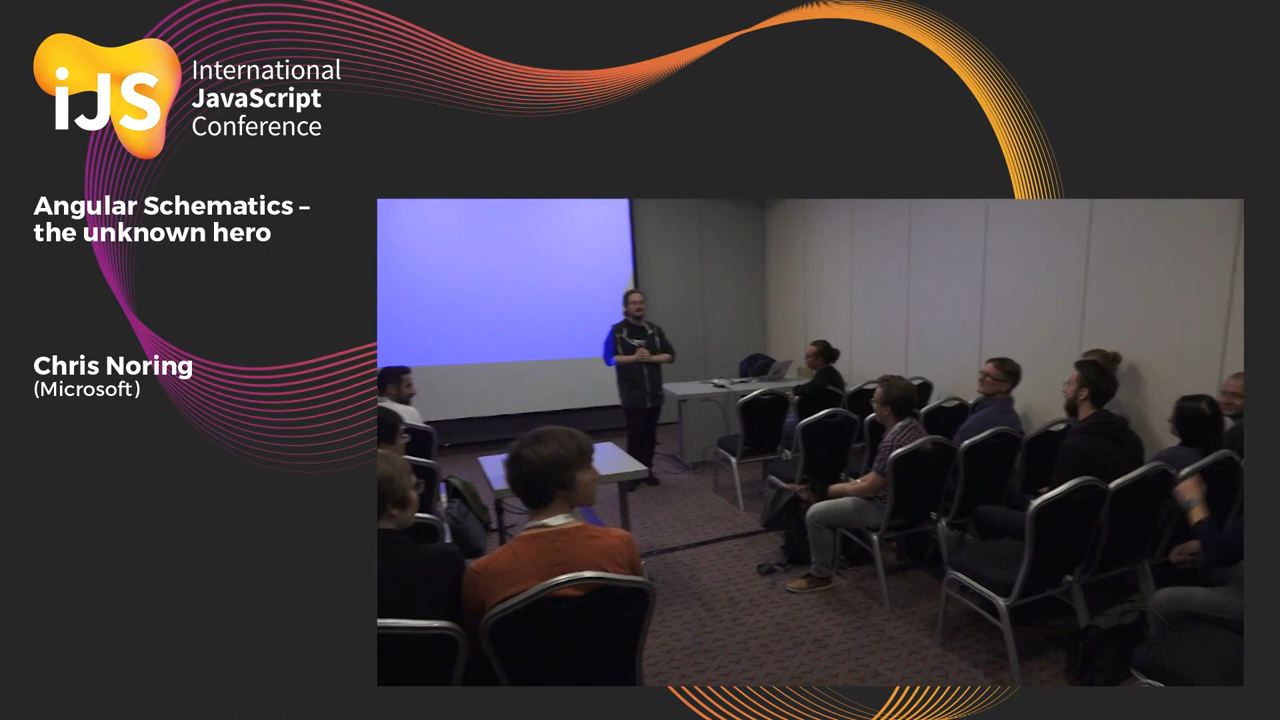 iJS
International
JavaScript
Conference
Angular Schematics –
the unknown hero
Chris Noring
(Microsoft)